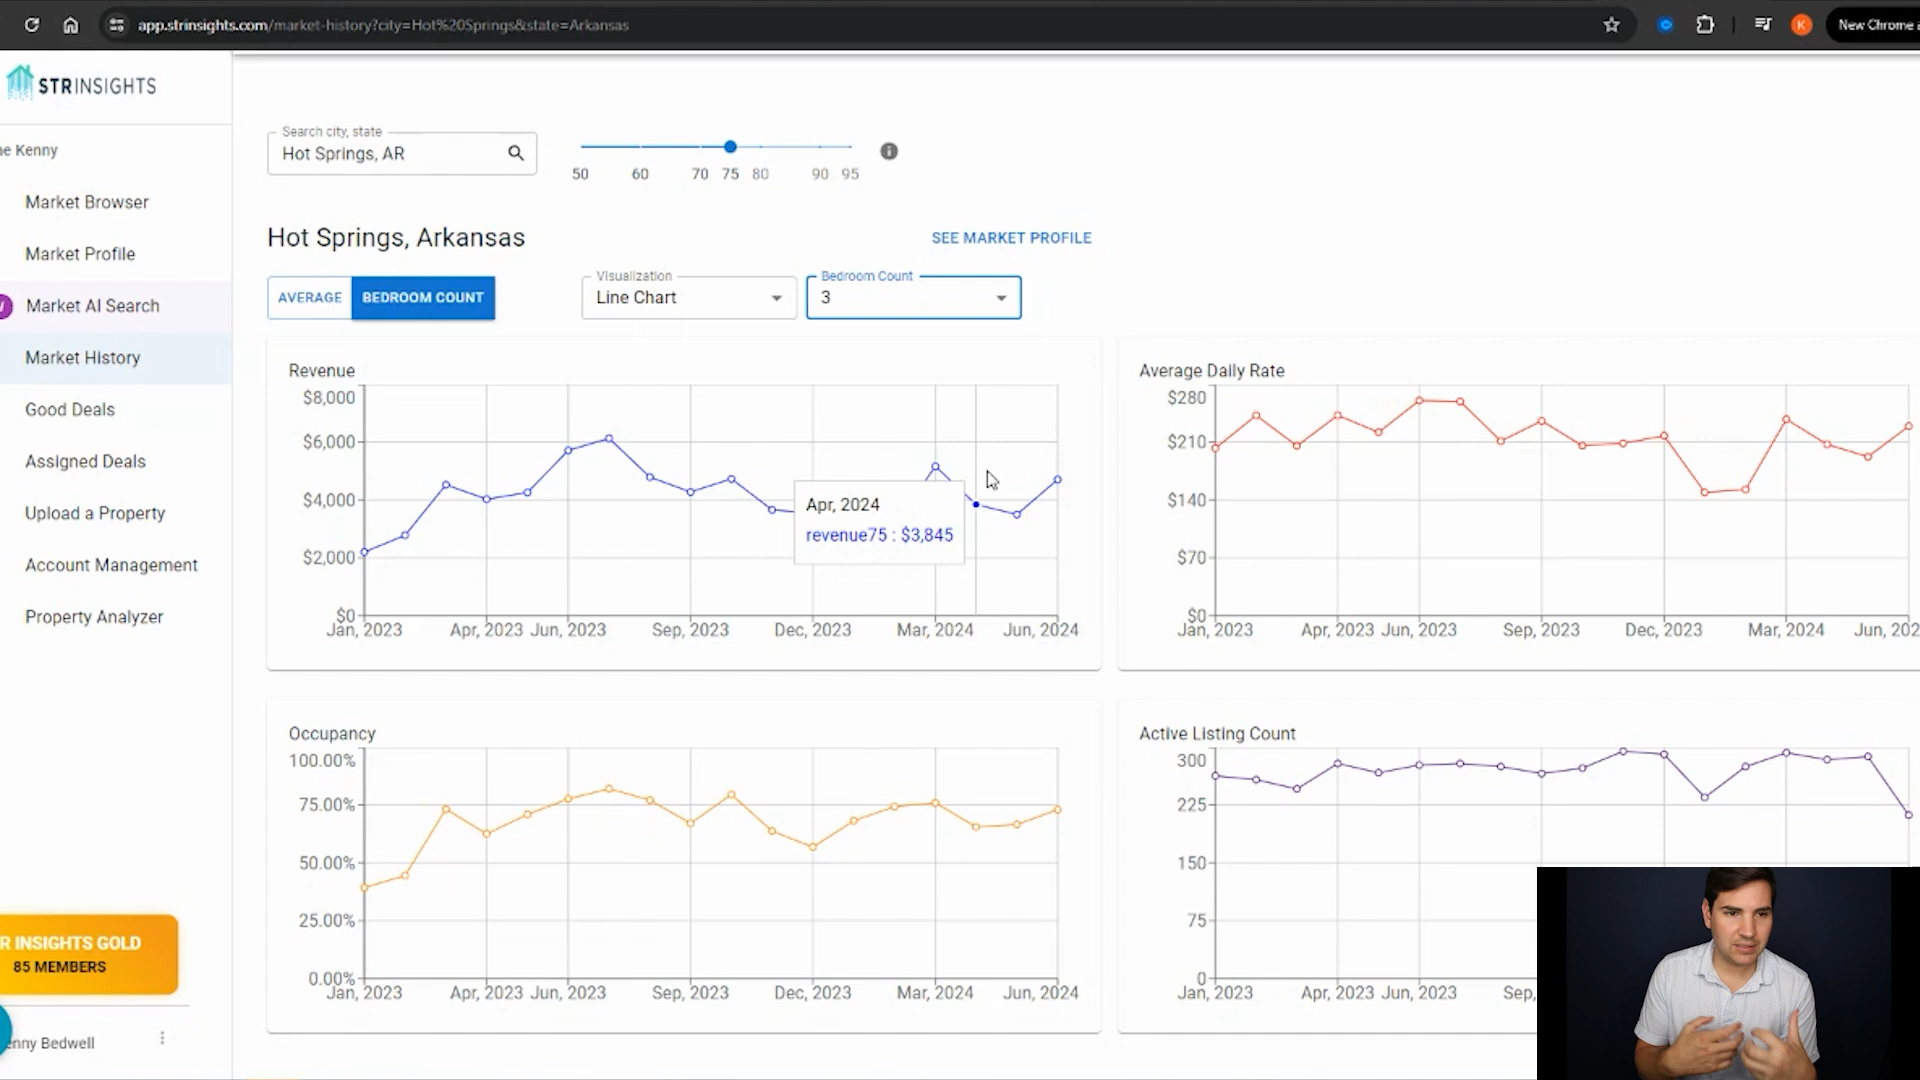 app.strinsights.com/market-history?city=Hot%20Springs&state=Arkansas
K
New Chrome a
STRINSIGHTS
ne Kenny
Market Browser
Market Profile
Market AI Search
Market History
Good Deals
Assigned Deals
Upload a Property
Account Management
Property Analyzer
R INSIGHTS GOLD
85 MEMBERS
enny Bedwell
Search city, state
Hot Springs, AR
50 60 70 75 80 90 95
Hot Springs, Arkansas
SEE MARKET PROFILE
AVERAGE
BEDROOM COUNT
Visualization
Line Chart
Bedroom Count
3
Revenue
$8,000
$6,000
$4,000
$2,000
$0
Jan, 2023 Apr, 2023 Jun, 2023 Sep, 2023 Dec, 2023 Mar, 2024 Jun, 2024
Apr, 2024
revenue75 : $3,845
Average Daily Rate
$280
$210
$140
$70
$0
Jan, 2023 Apr, 2023 Jun, 2023 Sep, 2023 Dec, 2023 Mar, 2024 Jun, 202
Occupancy
100.00%
75.00%
50.00%
25.00%
0.00%
Jan, 2023 Apr, 2023 Jun, 2023 Sep, 2023 Dec, 2023 Mar, 2024 Jun, 2024
Active Listing Count
300
225
150
75
0
Jan, 2023 Apr, 2023 Jun, 2023 Sep,